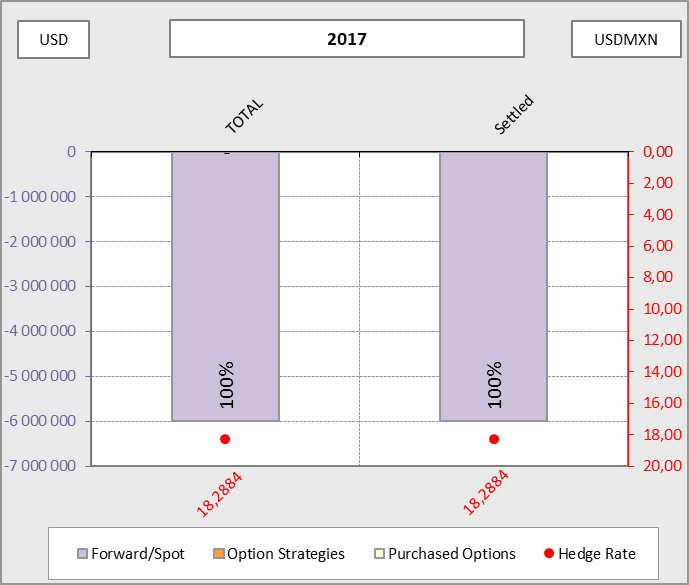 USD
2017
USDMXN
TOTAL
Settled
0
-1 000 000
-2 000 000
-3 000 000
-4 000 000
-5 000 000
-6 000 000
-7 000 000
0,00
2,00
4,00
6,00
8,00
10,00
12,00
14,00
16,00
18,00
20,00
100%
100%
18,2884
18,2884
Forward/Spot
Option Strategies
Purchased Options
Hedge Rate